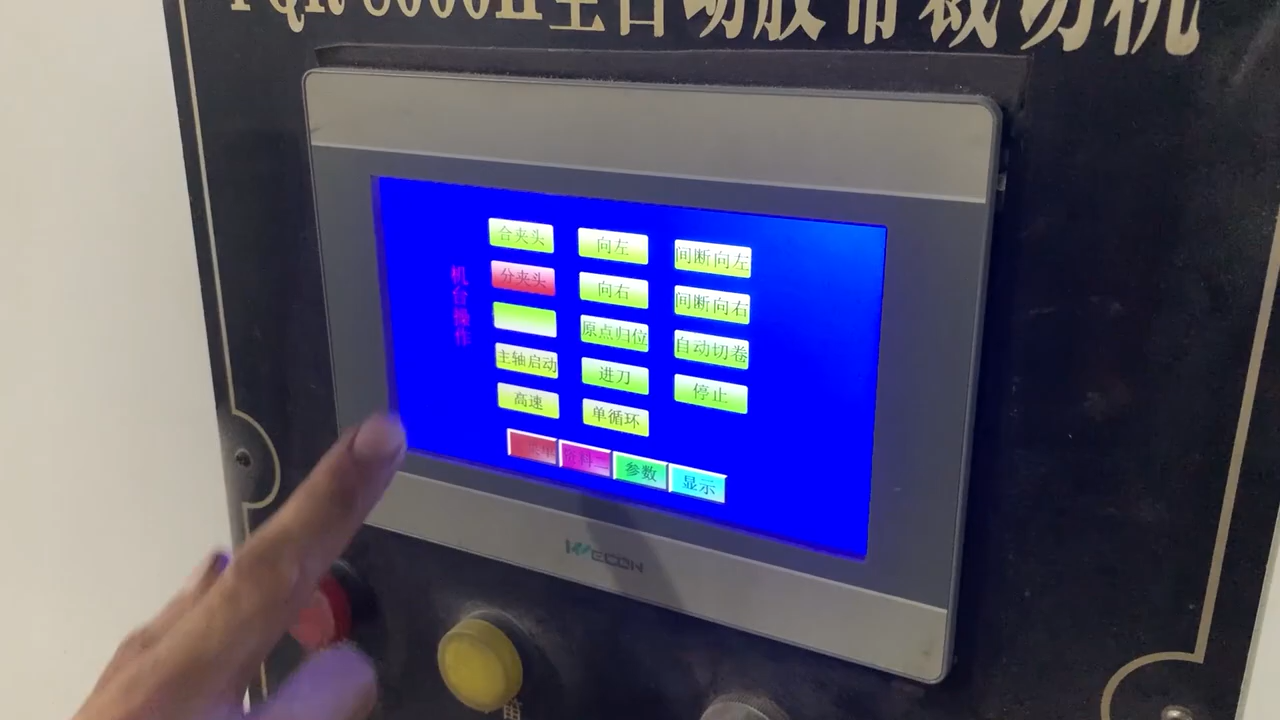 全自动胶带裁切机
机台操作
合夹头 向左 间断向左
分夹头 向右 间断向右
原点归位 自动切卷
主轴启动 进刀 停止
高速 单循环
参数 显示
WECON